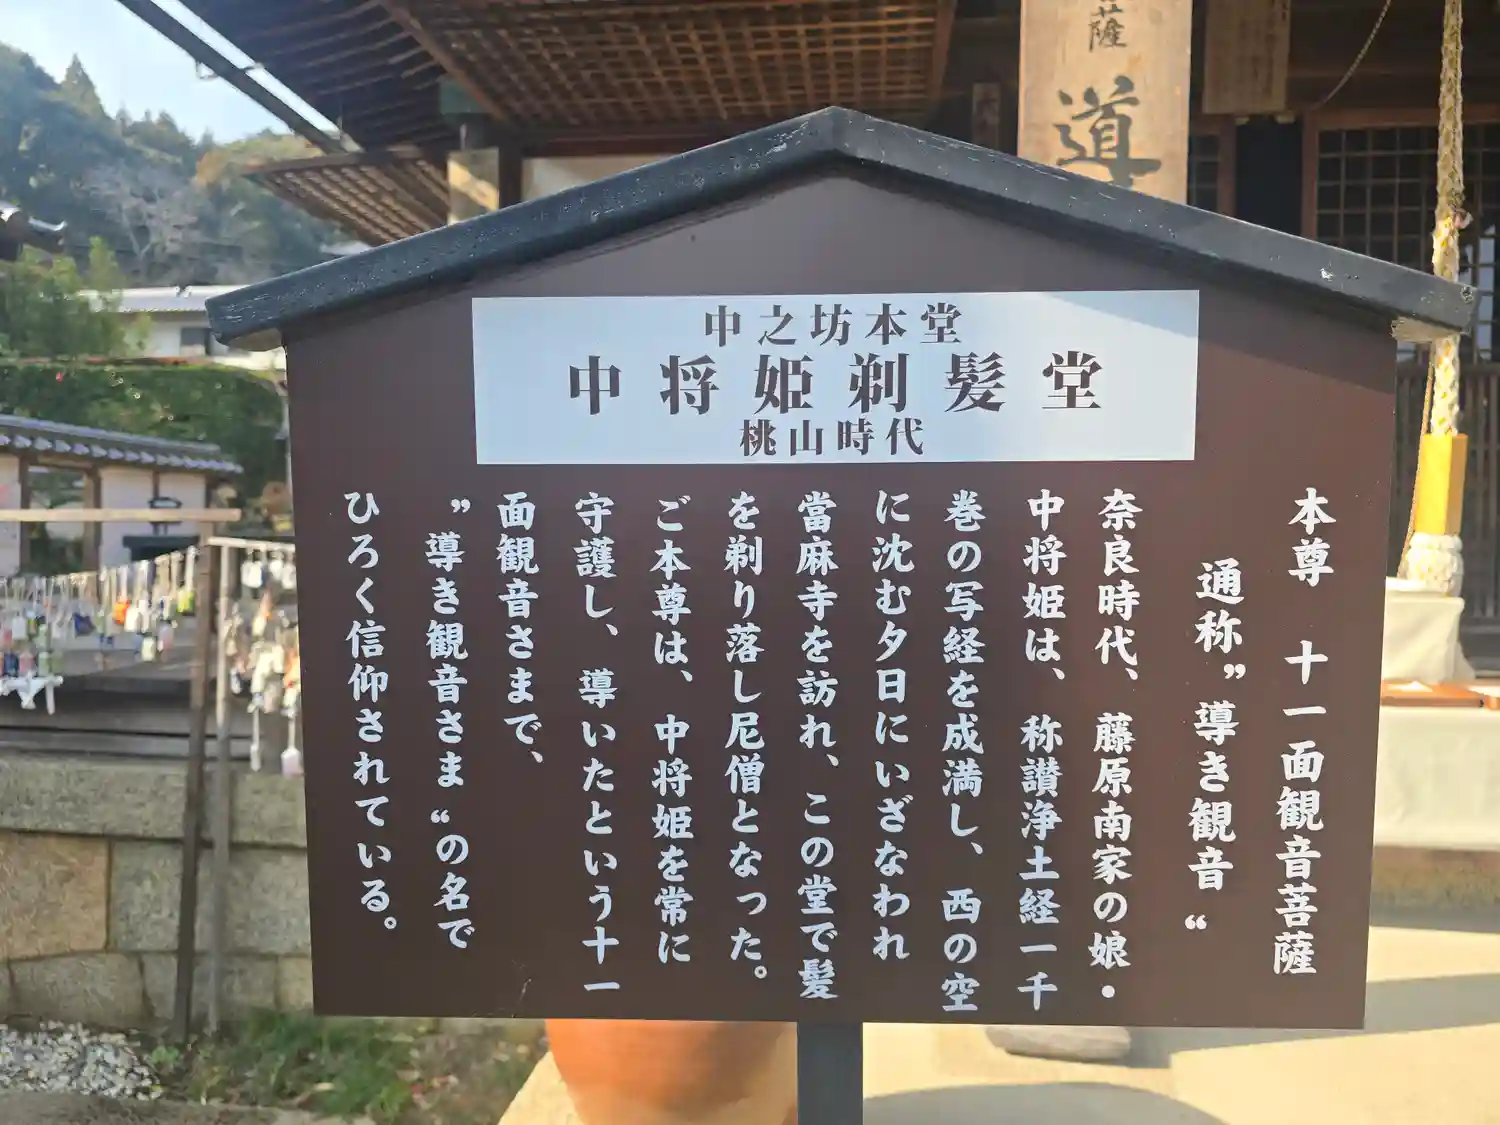 薩
導
中之坊本堂
中将姫剃髪堂
桃山時代
本尊　十一面観音菩薩
通称”導き観音“
奈良時代、藤原南家の娘・
中将姫は、称讃浄土経一千
巻の写経を成満し、西の空
に沈む夕日にいざなわれ
當麻寺を訪れ、この堂で髪
を剃り落し尼僧となった。
ご本尊は、中将姫を常に
守護し、導いたという十一
面観音さまで、
”導き観音さま“の名で
ひろく信仰されている。